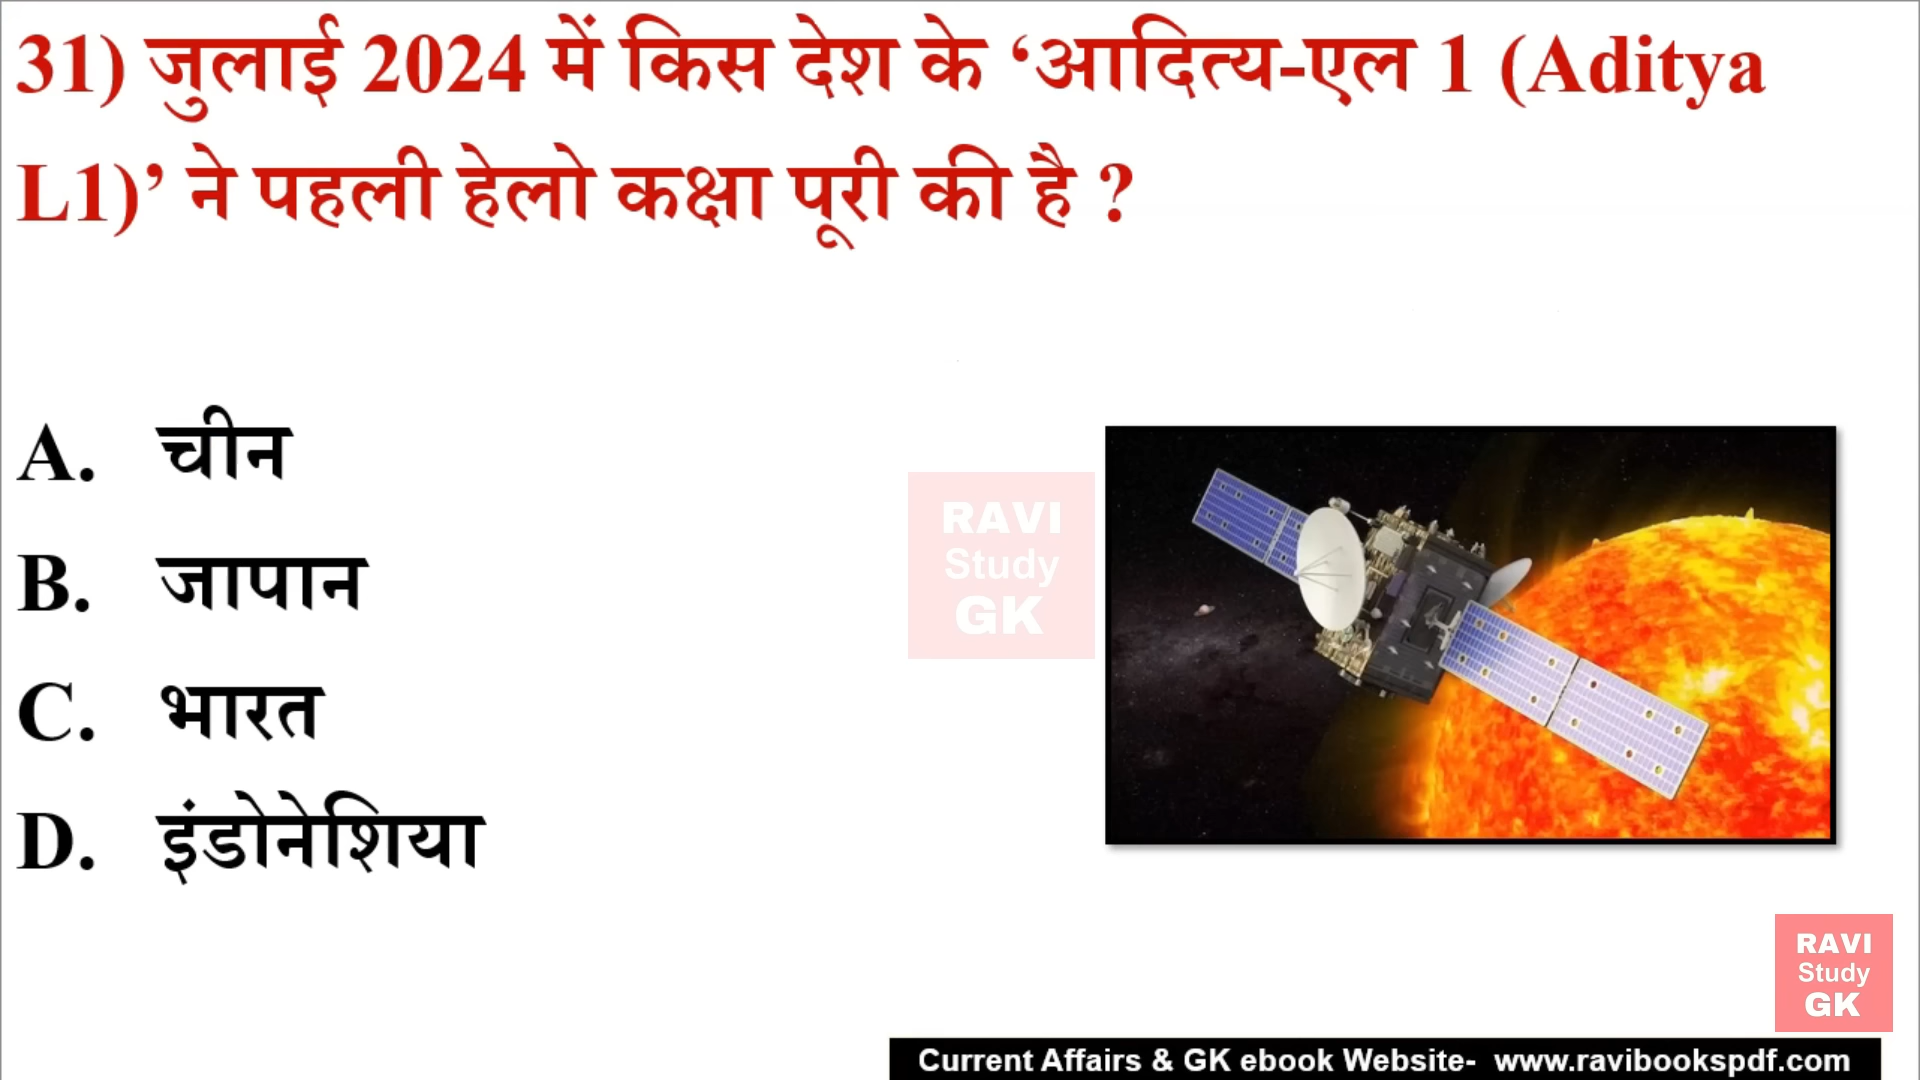 31) जुलाई 2024 में किस देश के ‘आदित्य-एल 1 (Aditya
L1)’ ने पहली हेलो कक्षा पूरी की है ?
A. चीन
B. जापान
C. भारत
D. इंडोनेशिया
RAVI
Study
GK
RAVI
Study
GK
Current Affairs & GK ebook Website- www.ravibookspdf.com